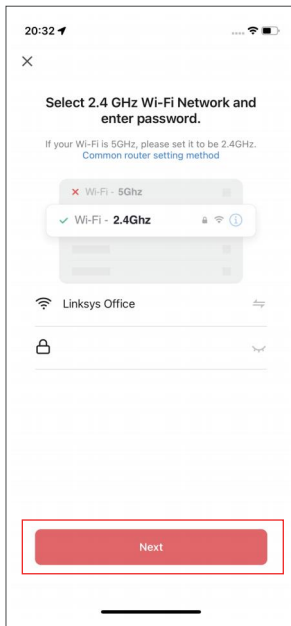 20:32
Select 2.4 GHz Wi-Fi Network and
enter password.
If your Wi-Fi is 5GHz, please set it to be 2.4GHz.
Common router setting method
Wi-Fi - 5Ghz
Wi-Fi - 2.4Ghz
Linksys Office
Next